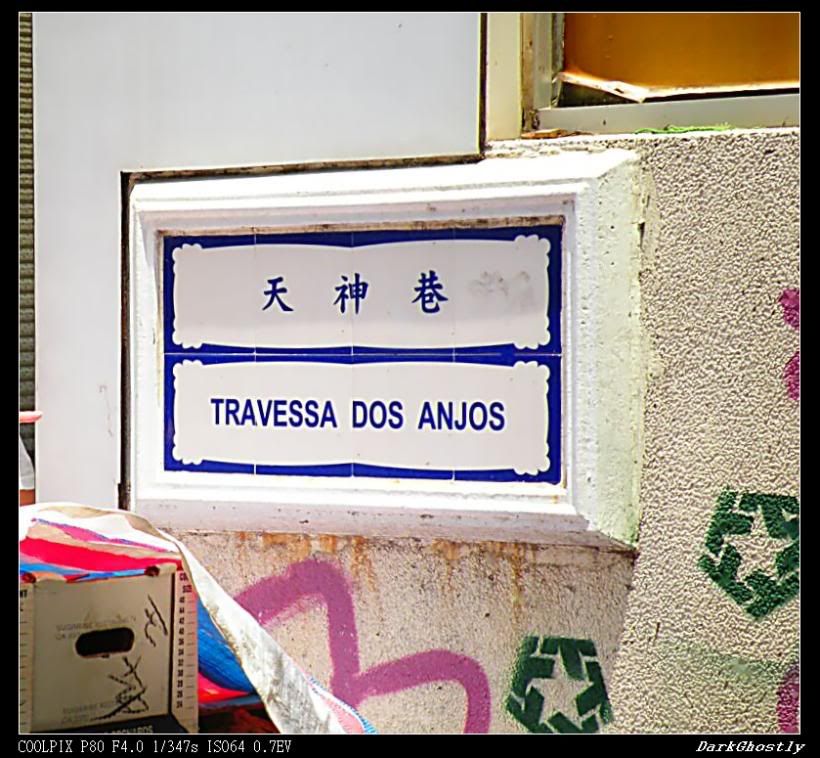 天神巷
TRAVESSA DOS ANJOS
COOLPIX P80 F4.0 1/347s ISO64 0.7EV
DarkGhostly